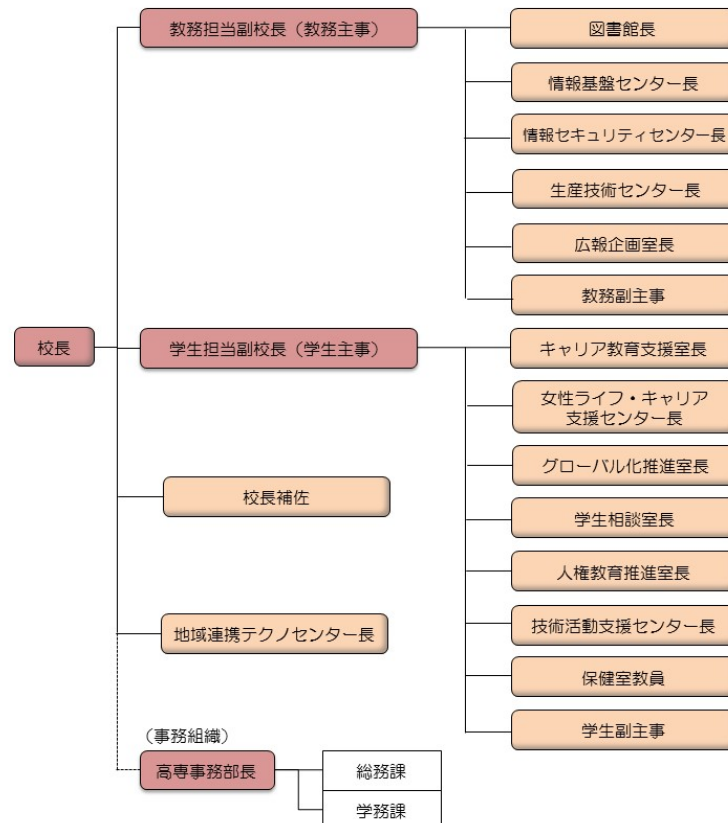 教務担当副校長（教務主事）
図書館長
情報基盤センター長
情報セキュリティセンター長
生産技術センター長
広報企画室長
教務副主事
校長
学生担当副校長（学生主事）
キャリア教育支援室長
女性ライフ・キャリア
支援センター長
グローバル化推進室長
校長補佐
学生相談室長
人権教育推進室長
地域連携テクノセンター長
技術活動支援センター長
保健室教員
学生副主事
（事務組織）
高専事務部長
総務課
学務課